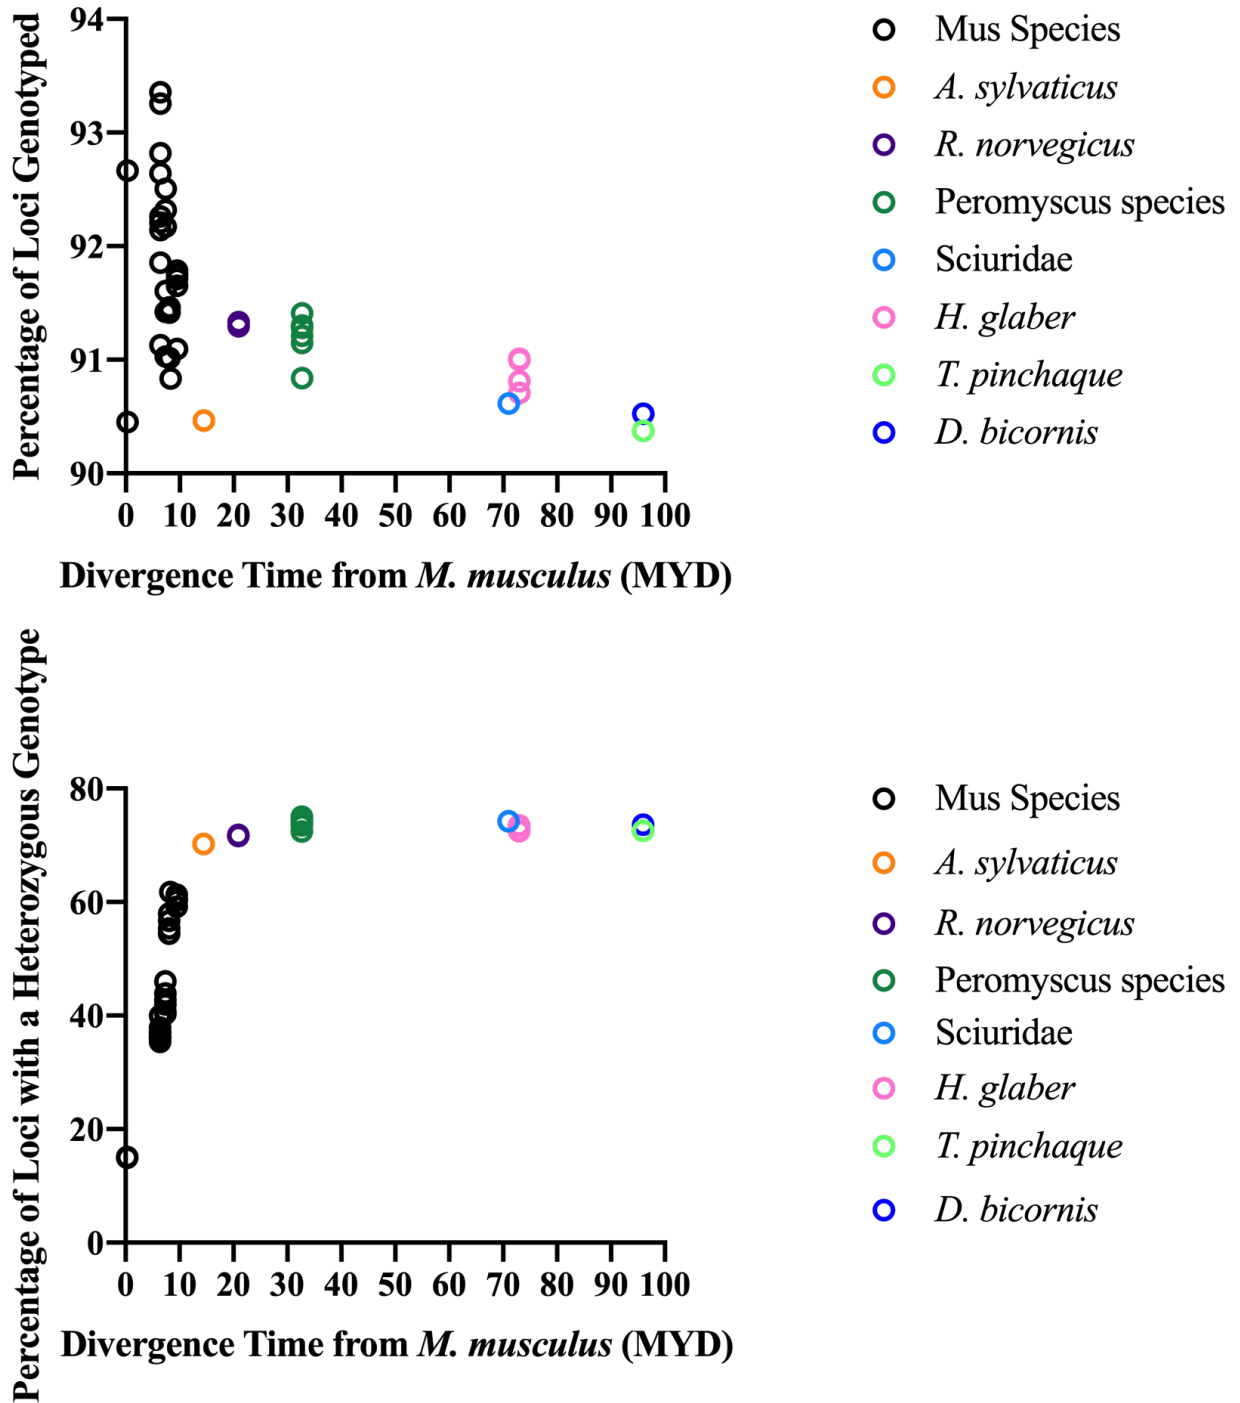 Percentage of Loci Genotyped
94
93
92
91
90
0 10 20 30 40 50 60 70 80 90 100
Divergence Time from M. musculus (MYD)
Mus Species
A. sylvaticus
R. norvegicus
Peromyscus species
Sciuridae
H. glaber
T. pinchaque
D. bicornis
Percentage of Loci with a Heterozygous Genotype
80
60
40
20
0
0 10 20 30 40 50 60 70 80 90 100
Divergence Time from M. musculus (MYD)
Mus Species
A. sylvaticus
R. norvegicus
Peromyscus species
Sciuridae
H. glaber
T. pinchaque
D. bicornis